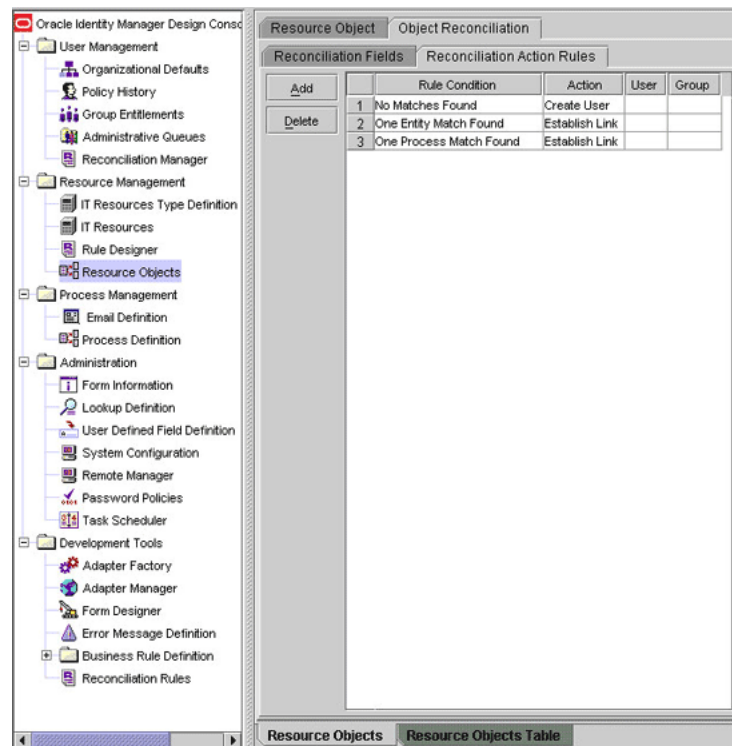 Oracle Identity Manager Design Conso
User Management
Organizational Defaults
Policy History
Group Entitlements
Administrative Queues
Reconciliation Manager
Resource Management
IT Resources Type Definition
IT Resources
Rule Designer
Resource Objects
Process Management
Email Definition
Process Definition
Administration
Form Information
Lookup Definition
User Defined Field Definition
System Configuration
Remote Manager
Password Policies
Task Scheduler
Development Tools
Adapter Factory
Adapter Manager
Form Designer
Error Message Definition
Business Rule Definition
Reconciliation Rules
Resource Object Object Reconciliation
Reconciliation Fields Reconciliation Action Rules
Add
Delete
Rule Condition Action User Group
1 No Matches Found Create User
2 One Entity Match Found Establish Link
3 One Process Match Found Establish Link
Resource Objects Resource Objects Table